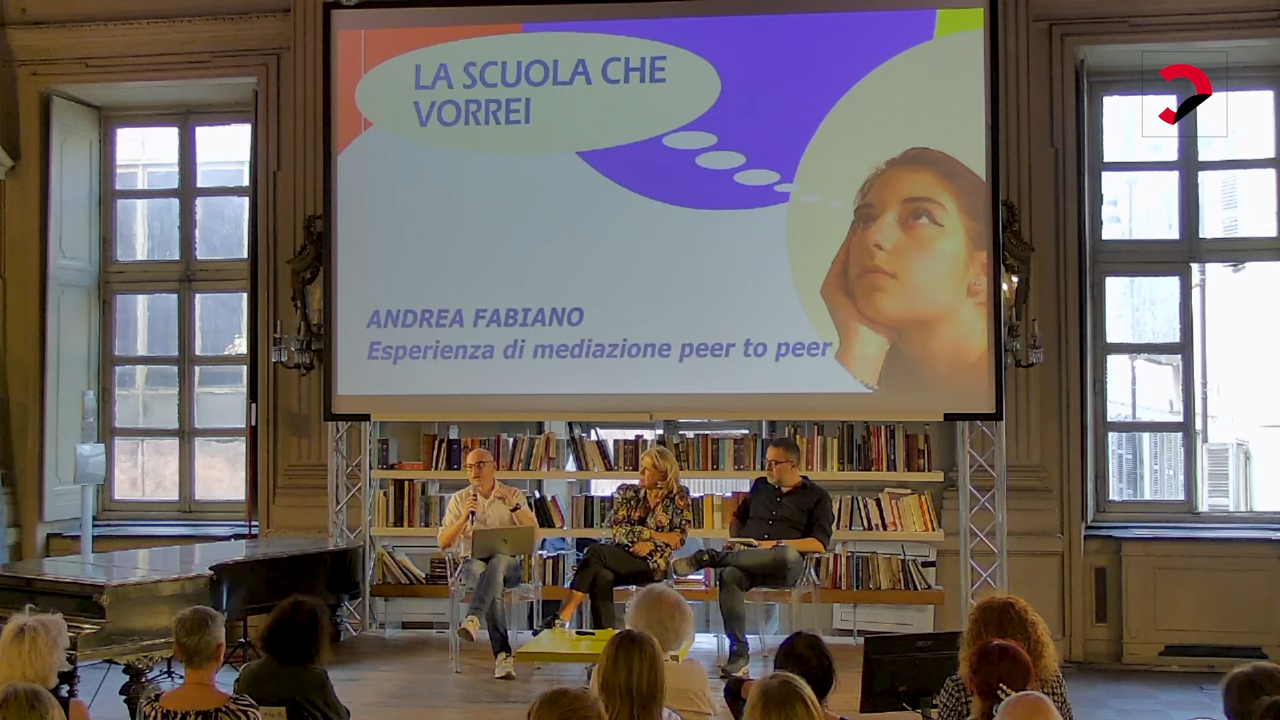 LA SCUOLA CHE
VORREI
ANDREA FABIANO
Esperienza di mediazione peer to peer